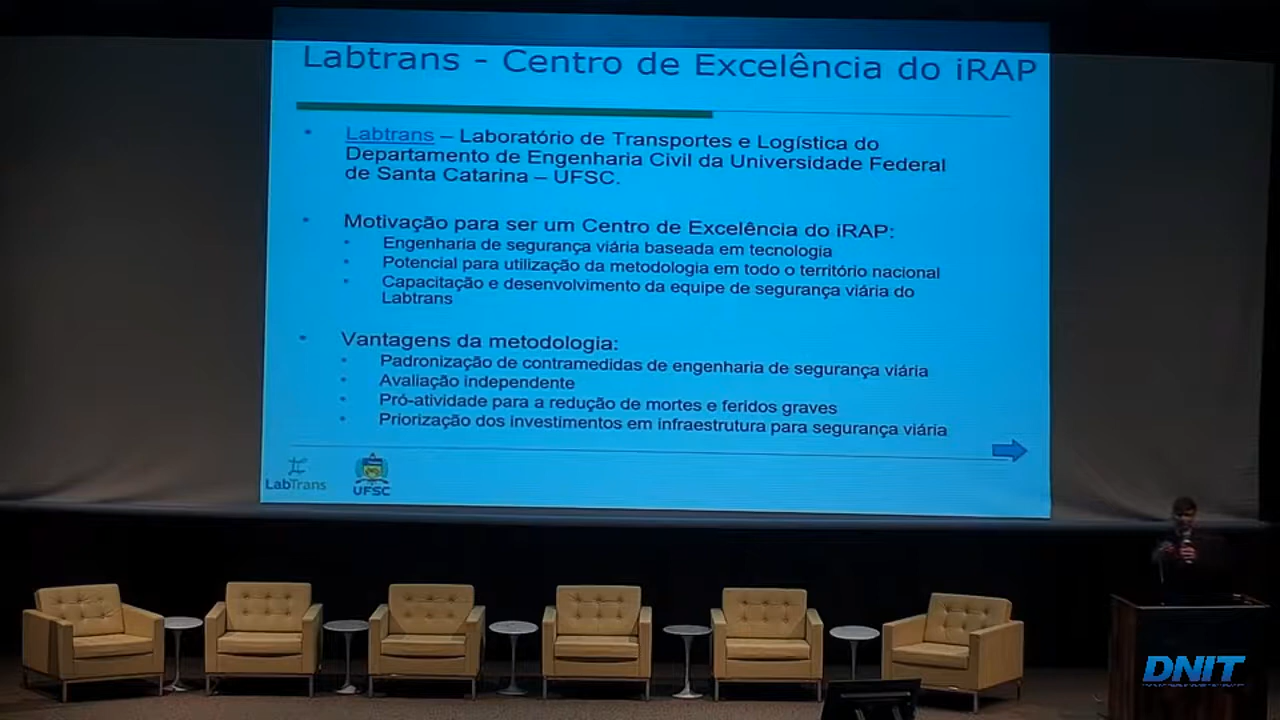 Labtrans - Centro de Excelência do iRAP
Labtrans – Laboratório de Transportes e Logística do
Departamento de Engenharia Civil da Universidade Federal
de Santa Catarina – UFSC.
Motivação para ser um Centro de Excelência do iRAP:
Engenharia de segurança viária baseada em tecnologia
Potencial para utilização da metodologia em todo o território nacional
Capacitação e desenvolvimento da equipe de segurança viária do
Labtrans
Vantagens da metodologia:
Padronização de contramedidas de engenharia de segurança viária
Avaliação independente
Pró-atividade para a redução de mortes e feridos graves
Priorização dos investimentos em infraestrutura para segurança viária
LabTrans
UFSC
DNIT